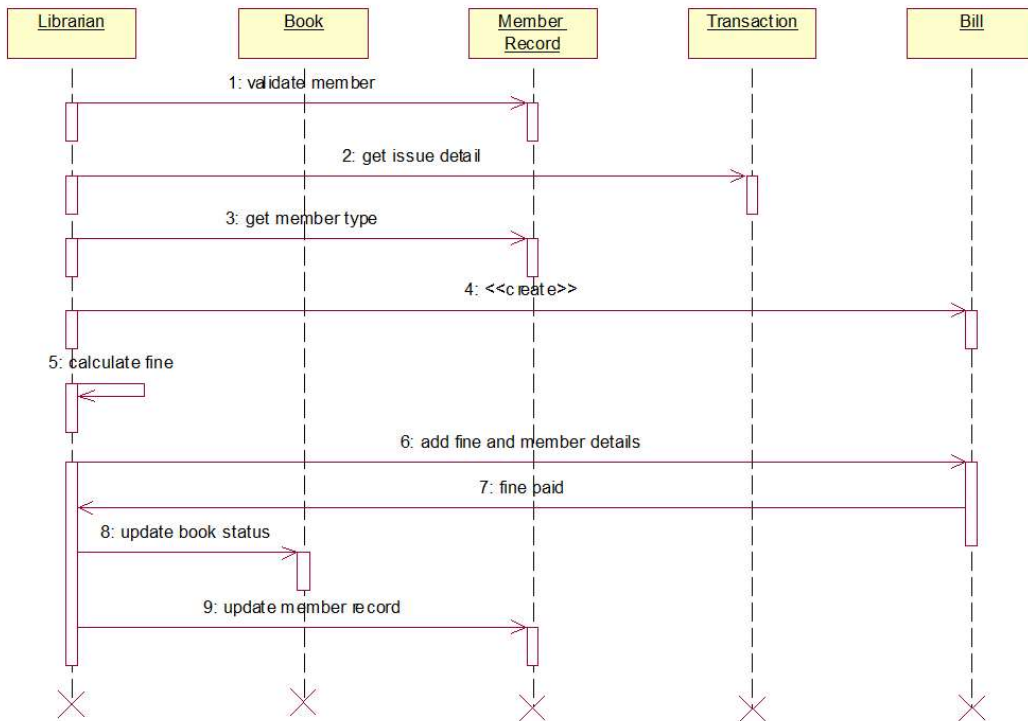 Librarian
Book
Member
Record
Transaction
Bill
1: validate member
2: get issue detail
3: get member type
4: <<create>>
5: calculate fine
6: add fine and member details
7: fine paid
8: update book status
9: update member record